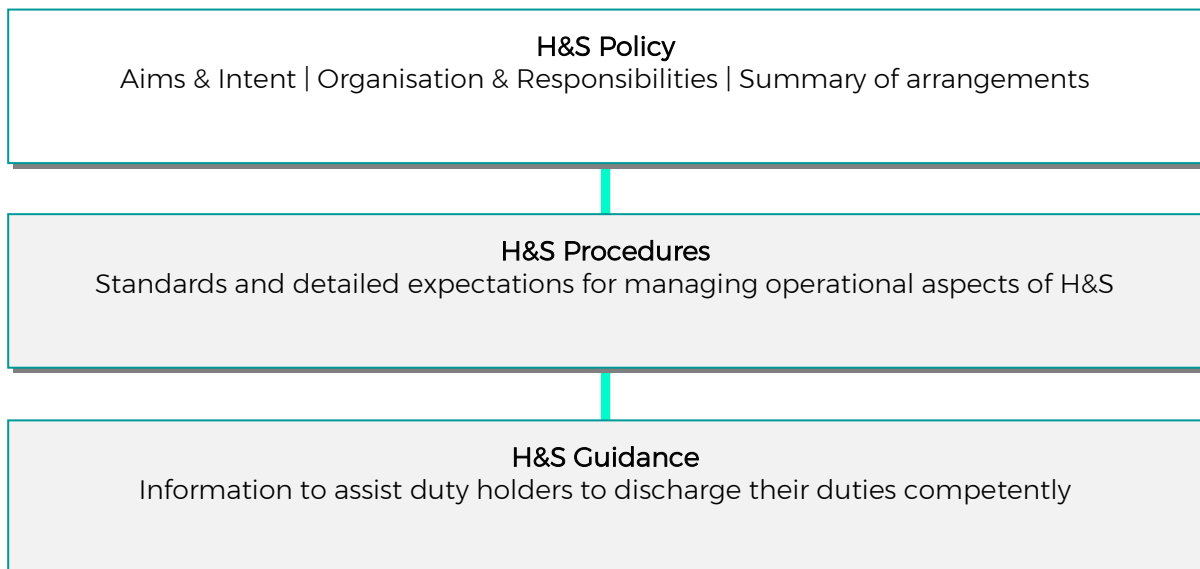 H&S Policy
Aims & Intent | Organisation & Responsibilities | Summary of arrangements
H&S Procedures
Standards and detailed expectations for managing operational aspects of H&S
H&S Guidance
Information to assist duty holders to discharge their duties competently